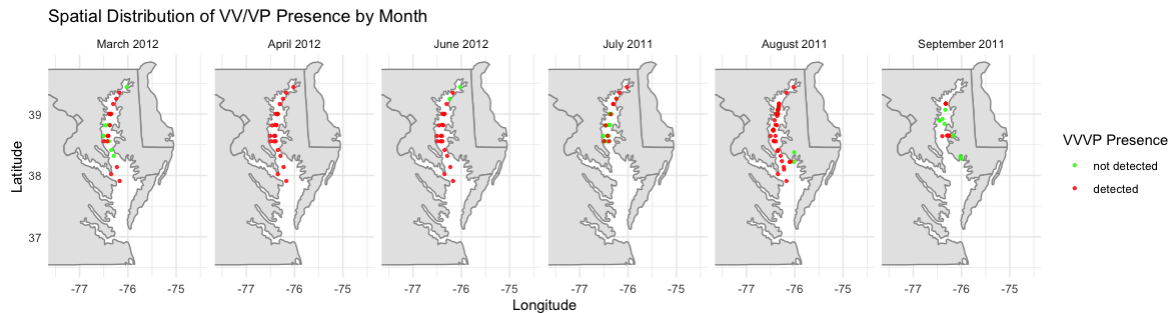 Spatial Distribution of VV/VP Presence by Month
March 2012 April 2012 June 2012 July 2011 August 2011 September 2011
Latitude
39
38
37
VVVP Presence
not detected
detected
-77 -76 -75 -77 -76 -75 -77 -76 -75 -77 -76 -75 -77 -76 -75 -77 -76 -75
Longitude